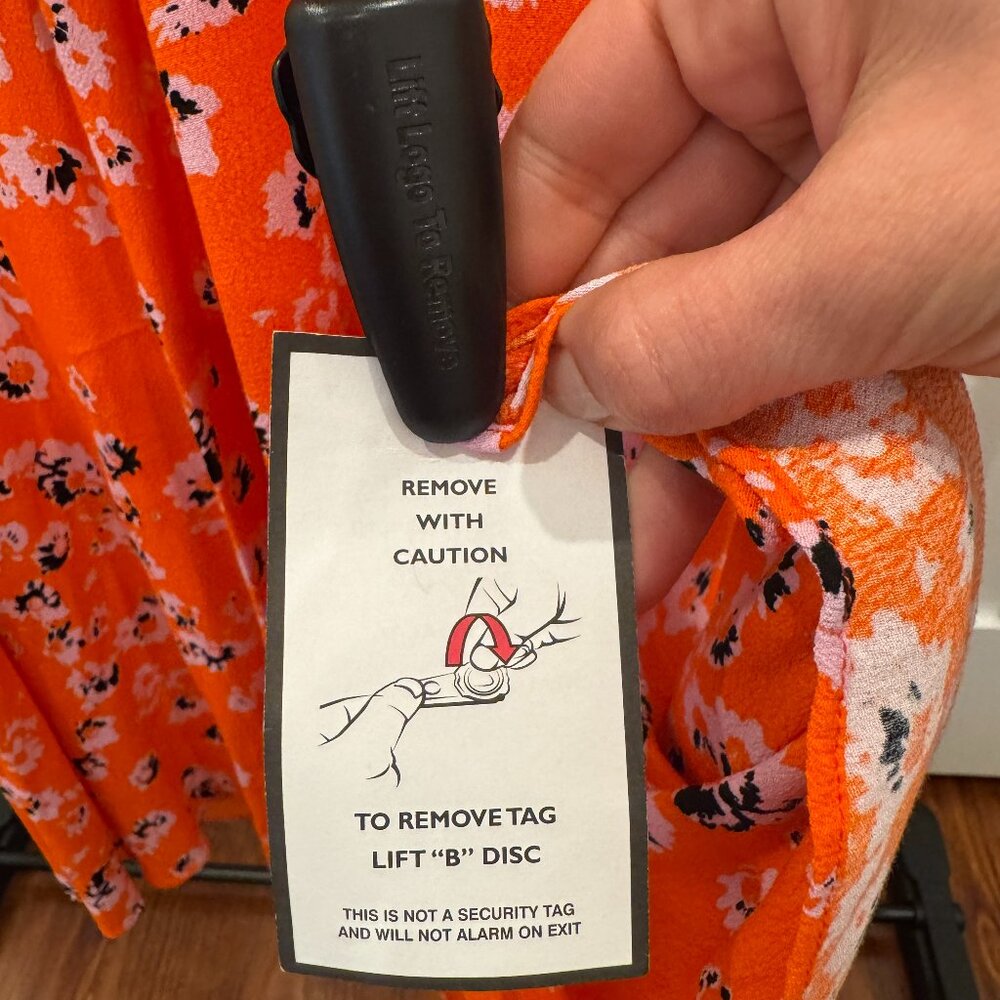 Lift Logo To Remove
REMOVE
WITH
CAUTION
TO REMOVE TAG
LIFT “B” DISC
THIS IS NOT A SECURITY TAG
AND WILL NOT ALARM ON EXIT